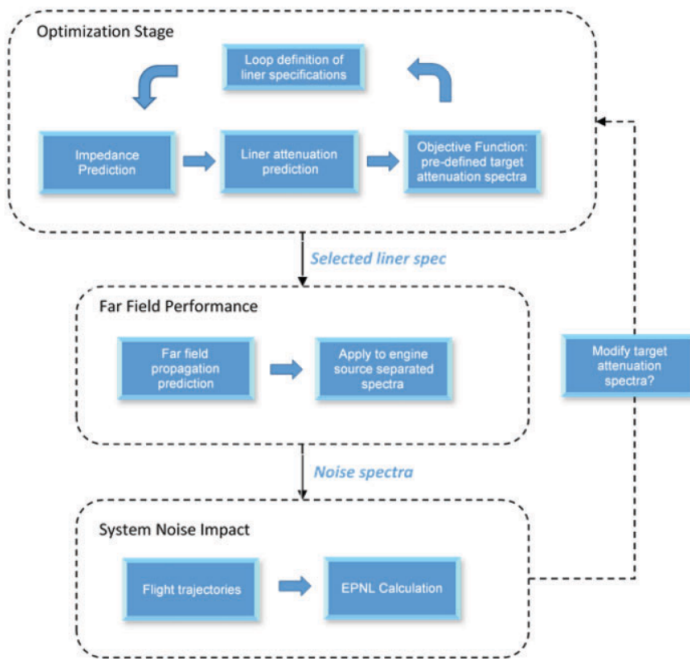 Optimization Stage
Loop definition of
liner specifications
Impedance
Prediction
Liner attenuation
prediction
Objective Function:
pre-defined target
attenuation spectra
Selected liner spec
Far Field Performance
Far field
propagation
prediction
Apply to engine
source separated
spectra
Modify target
attenuation
spectra?
Noise spectra
System Noise Impact
Flight trajectories
EPNL Calculation